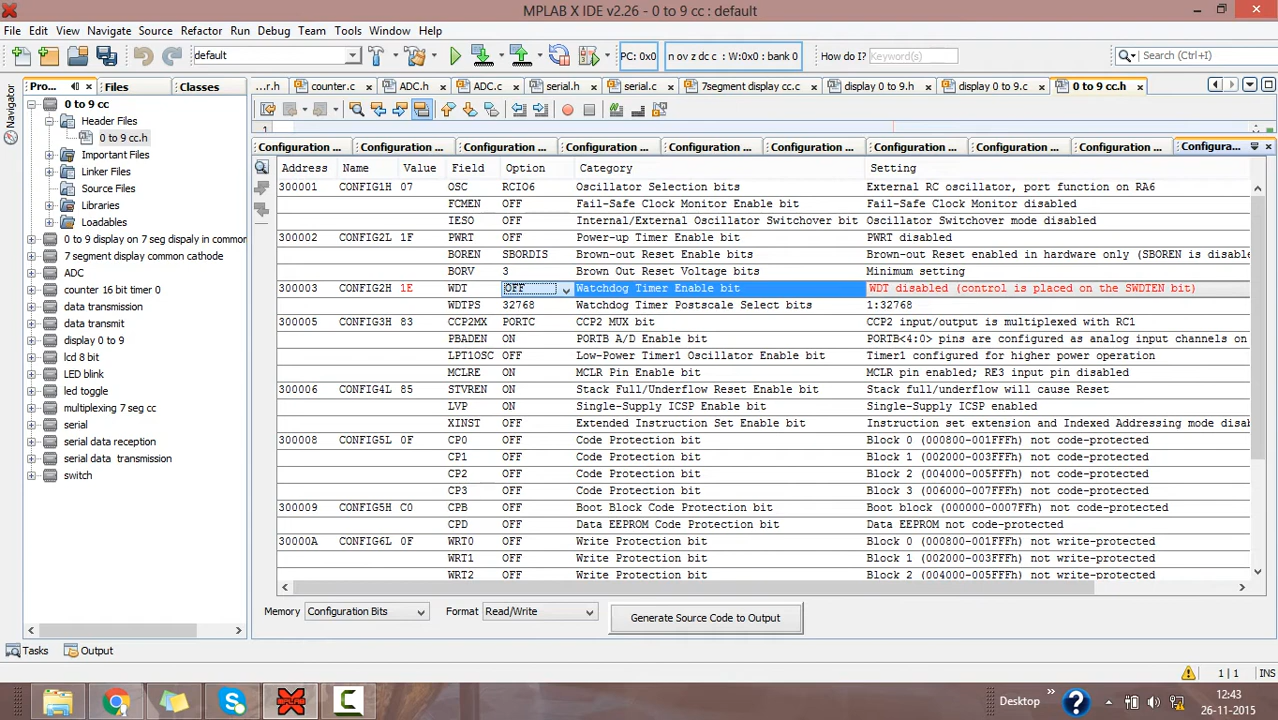 MPLAB X IDE v2.26 - 0 to 9 cc : default
File Edit View Navigate Source Refactor Run Debug Team Tools Window Help
default PC: 0x0 n ov z dc c : W:0x0 : bank 0 How do I? Keyword(s) Search (Ctrl+I)
Pro... Files Classes ...r.h counter.c ADC.h ADC.c serial.h serial.c 7segment display cc.c display 0 to 9.h display 0 to 9.c 0 to 9 cc.h
Navigator
0 to 9 cc
Header Files
0 to 9 cc.h
Important Files
Linker Files
Source Files
Libraries
Loadables
0 to 9 display on 7 seg dispaly in common
7 segment display common cathode
ADC
counter 16 bit timer 0
data transmit
display 0 to 9
lcd 8 bit
LED blink
led toggle
multiplexing 7 seg cc
serial
serial data reception
serial data transmission
switch
1
Configuration ... Configuration ... Configuration ... Configuration ... Configuration ... Configuration ... Configuration ... Configuration ... Configuration ... Configura...
Address Name Value Field Option Category Setting
300001 CONFIG1H 07 OSC RCIO6 Oscillator Selection bits External RC oscillator, port function on RA6
FCMEN OFF Fail-Safe Clock Monitor Enable bit Fail-Safe Clock Monitor disabled
IESO OFF Internal/External Oscillator Switchover bit Oscillator Switchover mode disabled
300002 CONFIG2L 1F PWRT OFF Power-up Timer Enable bit PWRT disabled
BOREN SBORDIS Brown-out Reset Enable bits Brown-out Reset enabled in hardware only (SBOREN is disa
BORV 3 Brown Out Reset Voltage bits Minimum setting
300003 CONFIG2H 1E WDT OFF Watchdog Timer Enable bit WDT disabled (control is placed on the SWDTEN bit)
WDTPS 32768 Watchdog Timer Postscale Select bits 1:32768
300005 CONFIG3H 83 CCP2MX PORTC CCP2 MUX bit CCP2 input/output is multiplexed with RC1
PBADEN ON PORTB A/D Enable bit PORTB<4:0> pins are configured as analog input channels on
LPT1OSC OFF Low-Power Timer1 Oscillator Enable bit Timer1 configured for higher power operation
MCLRE ON MCLR Pin Enable bit MCLR pin enabled; RE3 input pin disabled
300006 CONFIG4L 85 STVREN ON Stack Full/Underflow Reset Enable bit Stack full/underflow will cause Reset
LVP ON Single-Supply ICSP Enable bit Single-Supply ICSP enabled
XINST OFF Extended Instruction Set Enable bit Instruction set extension and Indexed Addressing mode disa
300008 CONFIG5L 0F CP0 OFF Code Protection bit Block 0 (000800-001FFFh) not code-protected
CP1 OFF Code Protection bit Block 1 (002000-003FFFh) not code-protected
CP2 OFF Code Protection bit Block 2 (004000-005FFFh) not code-protected
CP3 OFF Code Protection bit Block 3 (006000-007FFFh) not code-protected
300009 CONFIG5H C0 CPB OFF Boot Block Code Protection bit Boot block (000000-0007FFh) not code-protected
CPD OFF Data EEPROM Code Protection bit Data EEPROM not code-protected
30000A CONFIG6L 0F WRT0 OFF Write Protection bit Block 0 (000800-001FFFh) not write-protected
WRT1 OFF Write Protection bit Block 1 (002000-003FFFh) not write-protected
WRT2 OFF Write Protection bit Block 2 (004000-005FFFh) not write-protected
Memory Configuration Bits Format Read/Write Generate Source Code to Output
Tasks Output
1 | 1 INS
Desktop 12:43
26-11-2015